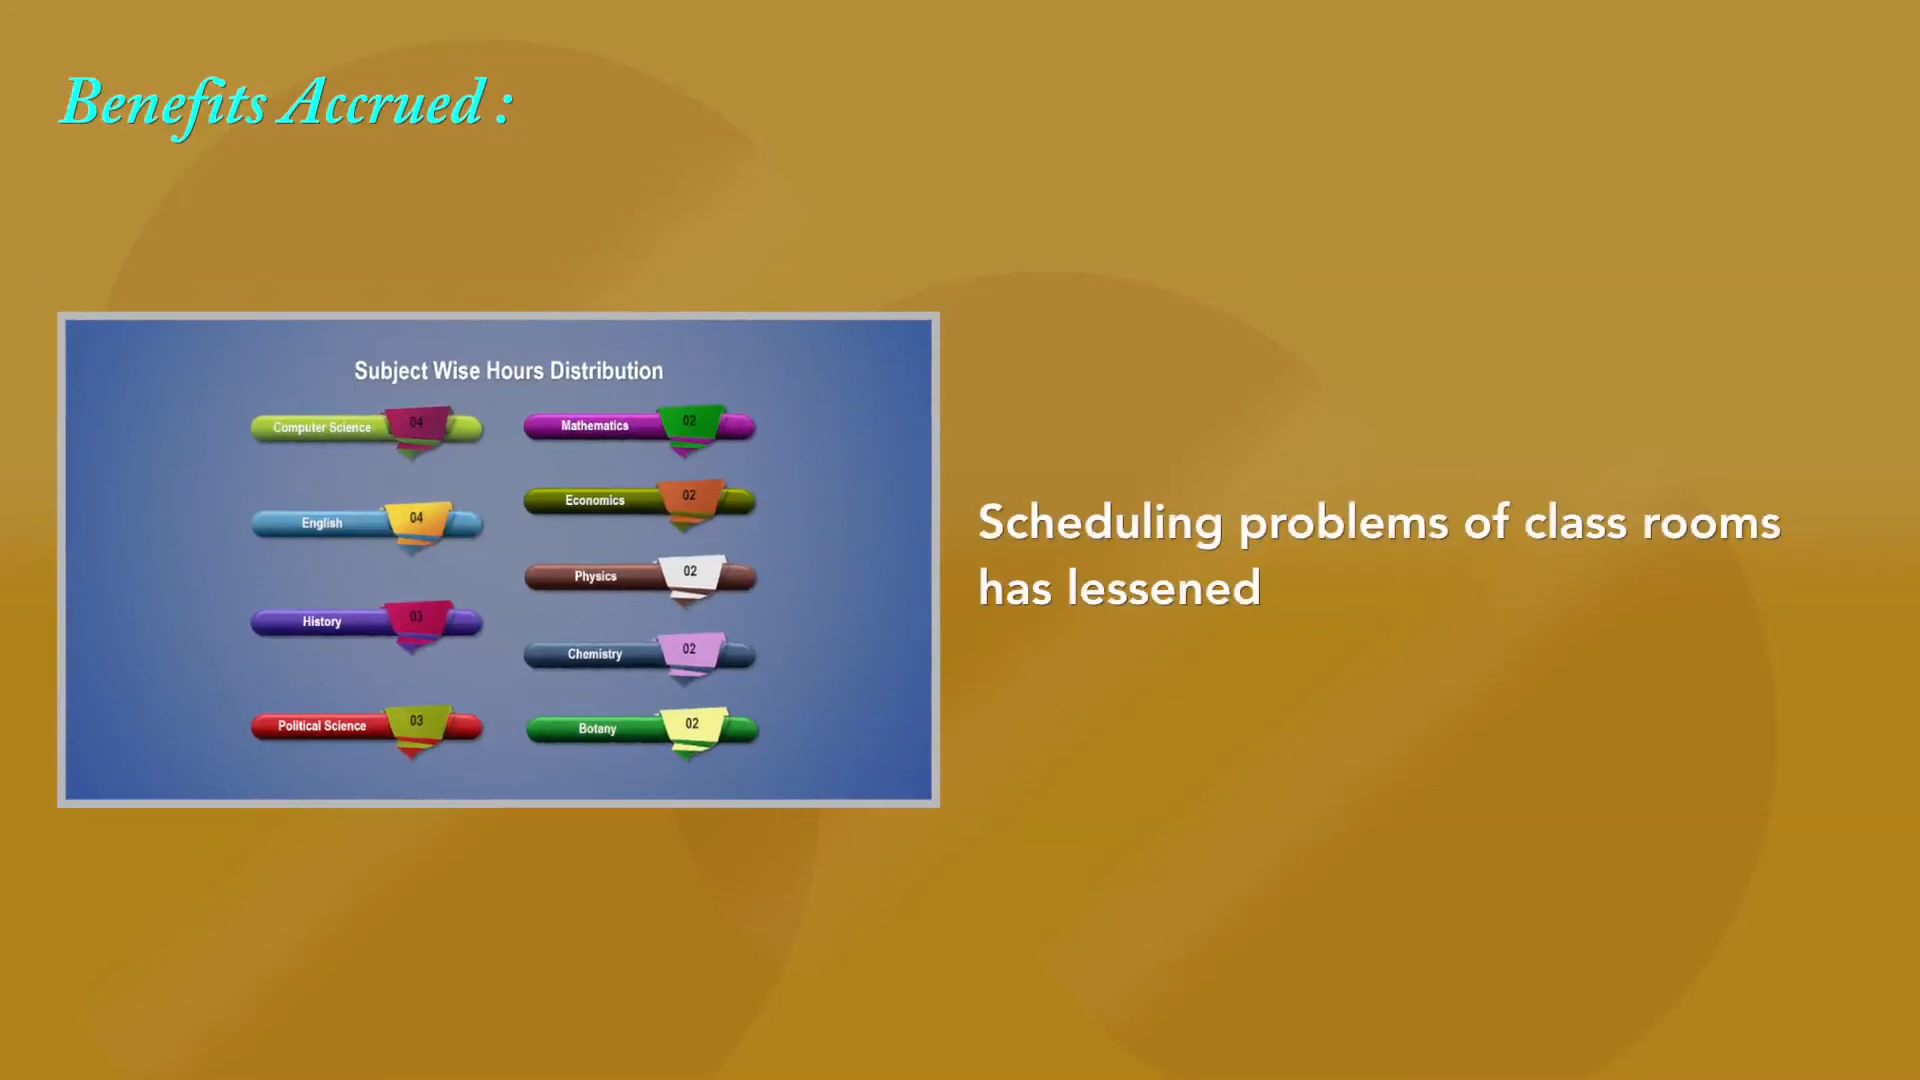 Benefits Accrued :
Subject Wise Hours Distribution
Computer Science 04
English 04
History 03
Political Science 03
Mathematics 02
Economics 02
Physics 02
Chemistry 02
Botany 02
Scheduling problems of class rooms
has lessened